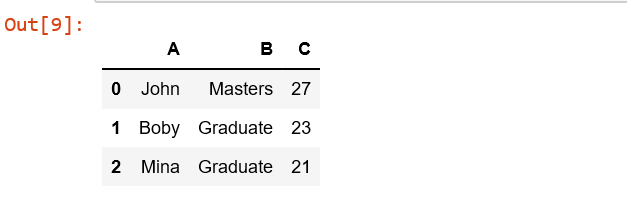 Out[9]:
A B C
0 John Masters 27
1 Boby Graduate 23
2 Mina Graduate 21